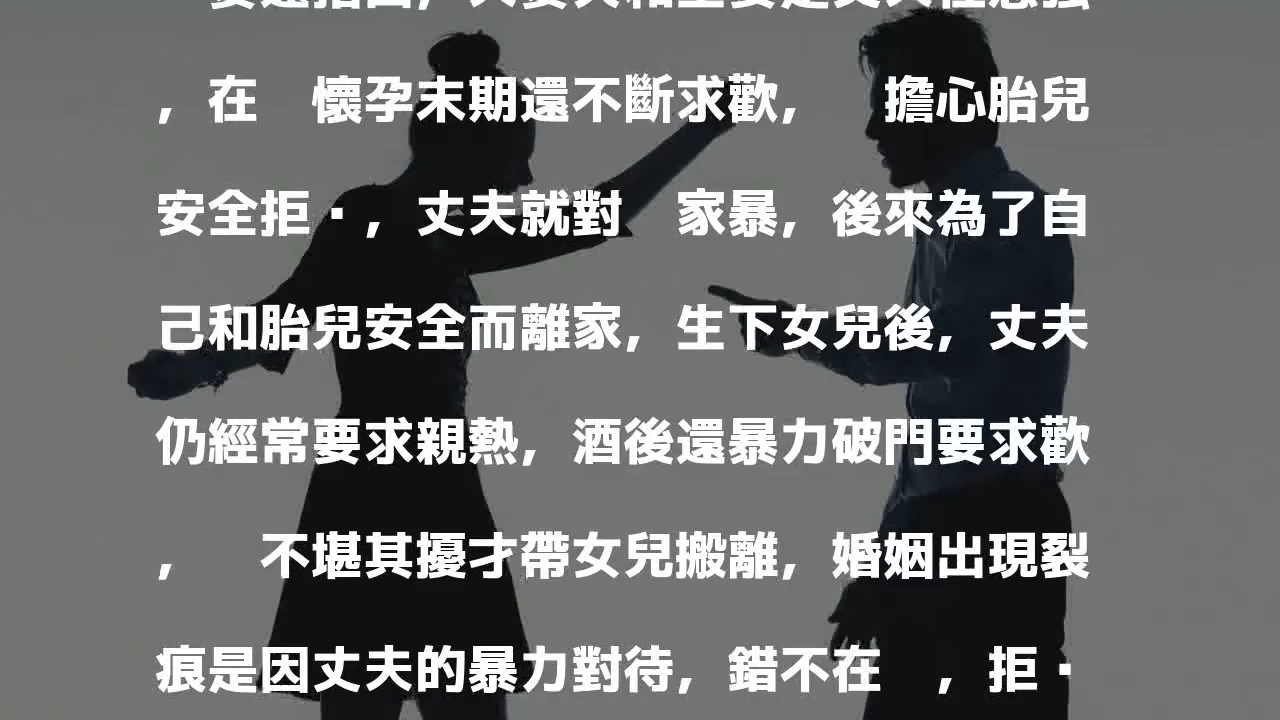 ，在　懷孕末期還不斷求歡，　擔心胎兒
安全拒·，丈夫就對　家暴，後來為了自
己和胎兒安全而離家，生下女兒後，丈夫
仍經常要求親熱，酒後還暴力破門要求歡
，　　不堪其擾才帶女兒搬離，婚姻出現裂
痕是因丈夫的暴力對待，錯不在　，拒·